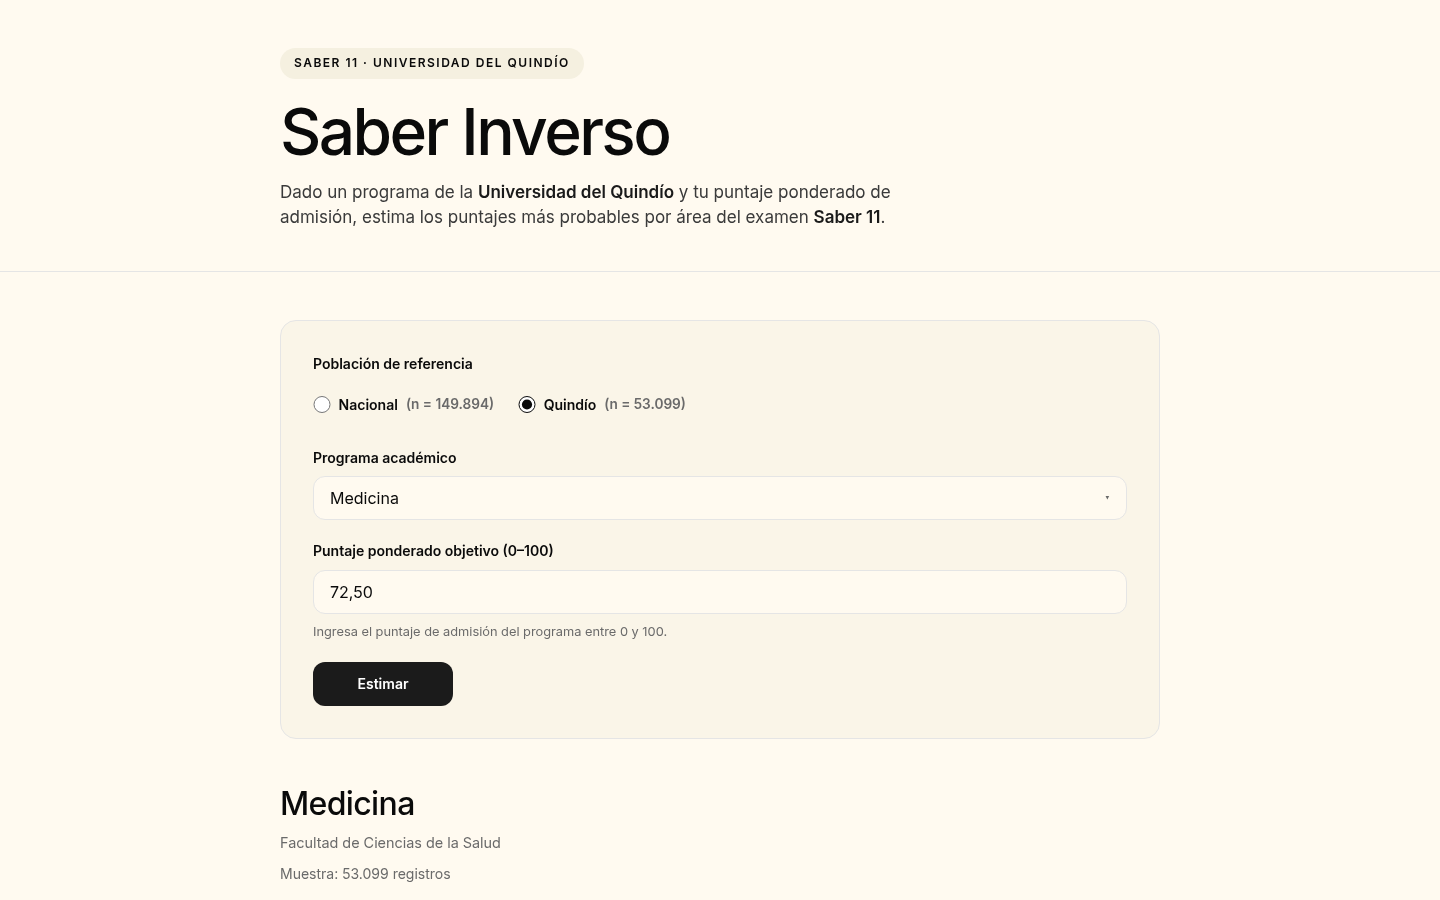 SABER 11 · UNIVERSIDAD DEL QUINDÍO
Saber Inverso
Dado un programa de la Universidad del Quindío y tu puntaje ponderado de
admisión, estima los puntajes más probables por área del examen Saber 11.
Población de referencia
Nacional (n = 149.894) Quindío (n = 53.099)
Programa académico
Medicina
Puntaje ponderado objetivo (0–100)
72,50
Ingresa el puntaje de admisión del programa entre 0 y 100.
Estimar
Medicina
Facultad de Ciencias de la Salud
Muestra: 53.099 registros